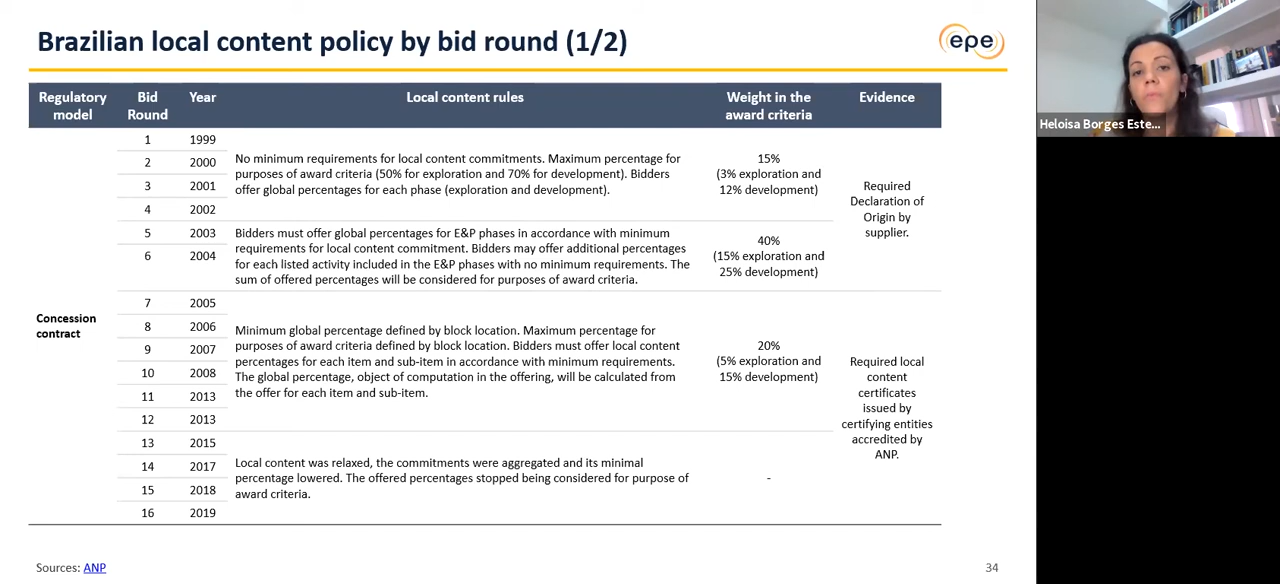 Brazilian local content policy by bid round (1/2)
epe
Regulatory model
Bid Round
Year
Local content rules
Weight in the award criteria
Evidence
Concession contract
1 1999
2 2000
3 2001
4 2002
No minimum requirements for local content commitments. Maximum percentage for
purposes of award criteria (50% for exploration and 70% for development). Bidders
offer global percentages for each phase (exploration and development).
15%
(3% exploration and
12% development)
Required
Declaration of
Origin by
supplier.
5 2003
6 2004
Bidders must offer global percentages for E&P phases in accordance with minimum
requirements for local content commitment. Bidders may offer additional percentages
for each listed activity included in the E&P phases with no minimum requirements. The
sum of offered percentages will be considered for purposes of award criteria.
40%
(15% exploration and
25% development)
7 2005
8 2006
9 2007
10 2008
11 2013
12 2013
Minimum global percentage defined by block location. Maximum percentage for
purposes of award criteria defined by block location. Bidders must offer local content
percentages for each item and sub-item in accordance with minimum requirements.
The global percentage, object of computation in the offering, will be calculated from
the offer for each item and sub-item.
20%
(5% exploration and
15% development)
Required local
content
certificates
issued by
certifying entities
accredited by
ANP.
13 2015
14 2017
15 2018
16 2019
Local content was relaxed, the commitments were aggregated and its minimal
percentage lowered. The offered percentages stopped being considered for purpose of
award criteria.
-
Sources: ANP
34
Heloisa Borges Este...